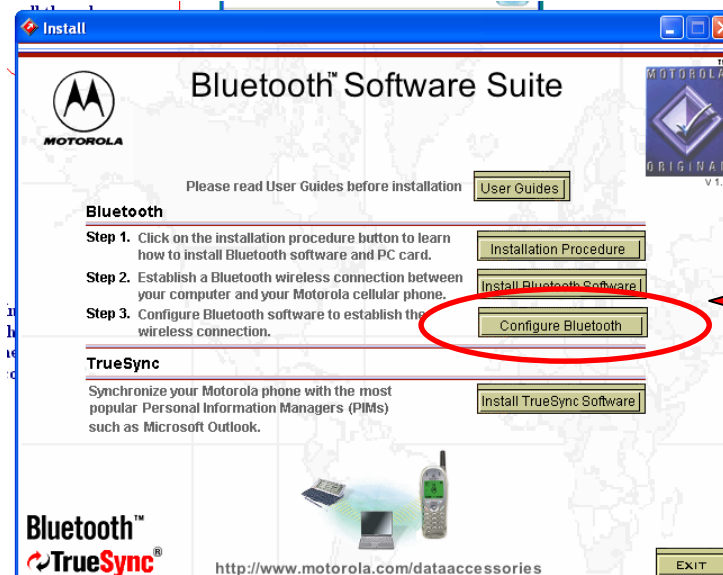 Install
Bluetooth™ Software Suite
MOTOROLA
MOTOROLA
ORIGINAL
V 1.
Please read User Guides before installation
User Guides
Bluetooth
Step 1. Click on the installation procedure button to learn
how to install Bluetooth software and PC card.
Installation Procedure
Step 2. Establish a Bluetooth wireless connection between
your computer and your Motorola cellular phone.
Install Bluetooth Software
Step 3. Configure Bluetooth software to establish the
wireless connection.
Configure Bluetooth
TrueSync
Synchronize your Motorola phone with the most
popular Personal Information Managers (PIMs)
such as Microsoft Outlook.
Install TrueSync Software
Bluetooth™
TrueSync®
http://www.motorola.com/dataaccessories
EXIT